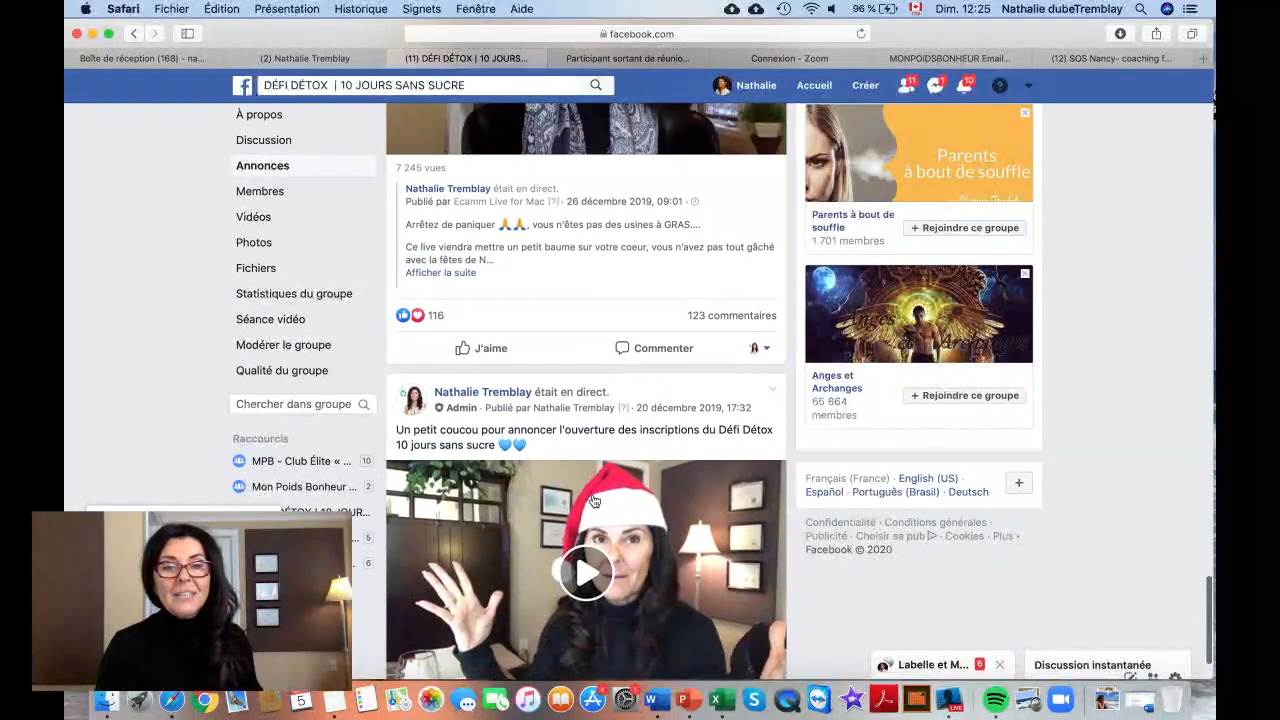 Safari Fichier Édition Présentation Historique Signets Fenêtre Aide 96 % Dim. 12:25 Nathalie dubeTremblay
facebook.com
Boîte de réception (168) - na... (2) Nathalie Tremblay (11) DÉFI DÉTOX | 10 JOURS... Participant sortant de réunio... Connexion - Zoom MONPOIDSBONHEUR Email... (12) SOS Nancy- coaching f...
DÉFI DÉTOX | 10 JOURS SANS SUCRE Nathalie Accueil Créer 11 1 10
À propos
Discussion
Annonces
Membres
Vidéos
Photos
Fichiers
Statistiques du groupe
Séance vidéo
Modérer le groupe
Qualité du groupe
Chercher dans groupe
Raccourcis
MPB - Club Élite « ... 10
Mon Poids Bonheur ... 2
5
6
7 245 vues
Nathalie Tremblay était en direct.
Publié par Ecamm Live for Mac [?] · 26 décembre 2019, 09:01 ·
Arrêtez de paniquer 🙏🙏, vous n'êtes pas des usines à GRAS....
Ce live viendra mettre un petit baume sur votre coeur, vous n'avez pas tout gâché
avec la fêtes de N...
Afficher la suite
116 123 commentaires
J'aime Commenter
Nathalie Tremblay était en direct.
Admin · Publié par Nathalie Tremblay [?] · 20 décembre 2019, 17:32
Un petit coucou pour annoncer l'ouverture des inscriptions du Défi Détox
10 jours sans sucre 💙💙
Parents
à bout de souffle
Parents à bout de
souffle
1 701 membres
+ Rejoindre ce groupe
Anges
et Archanges
Anges et
Archanges
65 664
membres
+ Rejoindre ce groupe
Français (France) · English (US) ·
Español · Português (Brasil) · Deutsch
+
Confidentialité · Conditions générales ·
Publicité · Choisir sa pub · Cookies · Plus ·
Facebook © 2020
Labelle et M... 6
Discussion instantanée
5
LIVE